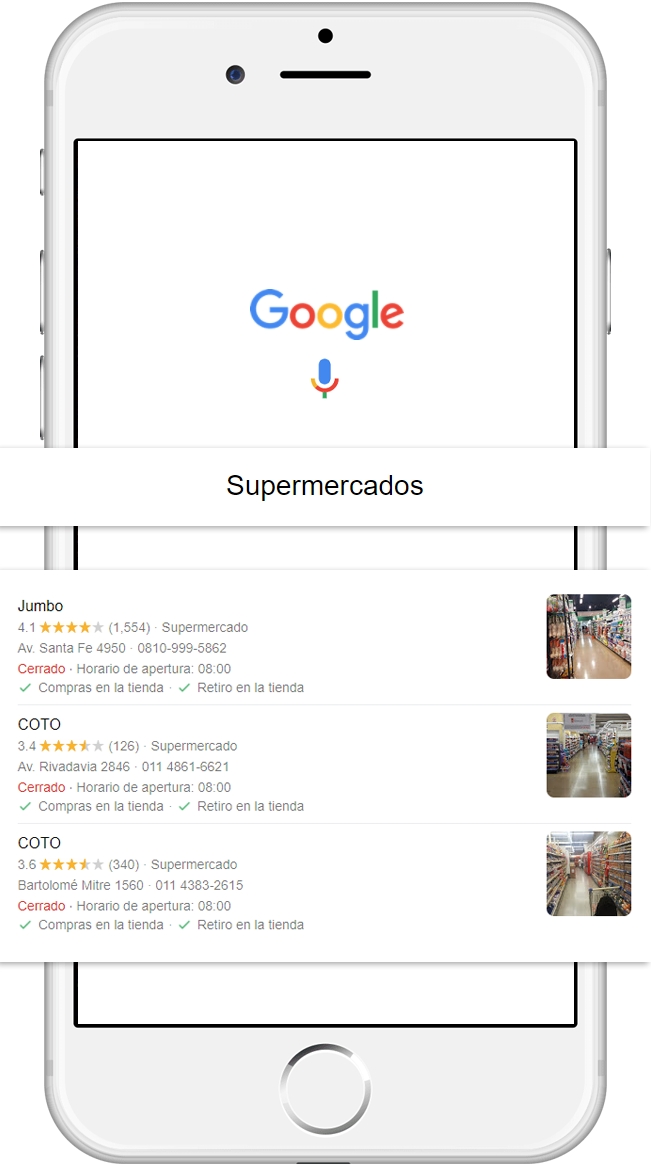 Google
Supermercados
Jumbo
4.1 (1,554) · Supermercado
Av. Santa Fe 4950 · 0810-999-5862
Cerrado · Horario de apertura: 08:00
Compras en la tienda · Retiro en la tienda
COTO
3.4 (126) · Supermercado
Av. Rivadavia 2846 · 011 4861-6621
Cerrado · Horario de apertura: 08:00
Compras en la tienda · Retiro en la tienda
COTO
3.6 (340) · Supermercado
Bartolomé Mitre 1560 · 011 4383-2615
Cerrado · Horario de apertura: 08:00
Compras en la tienda · Retiro en la tienda